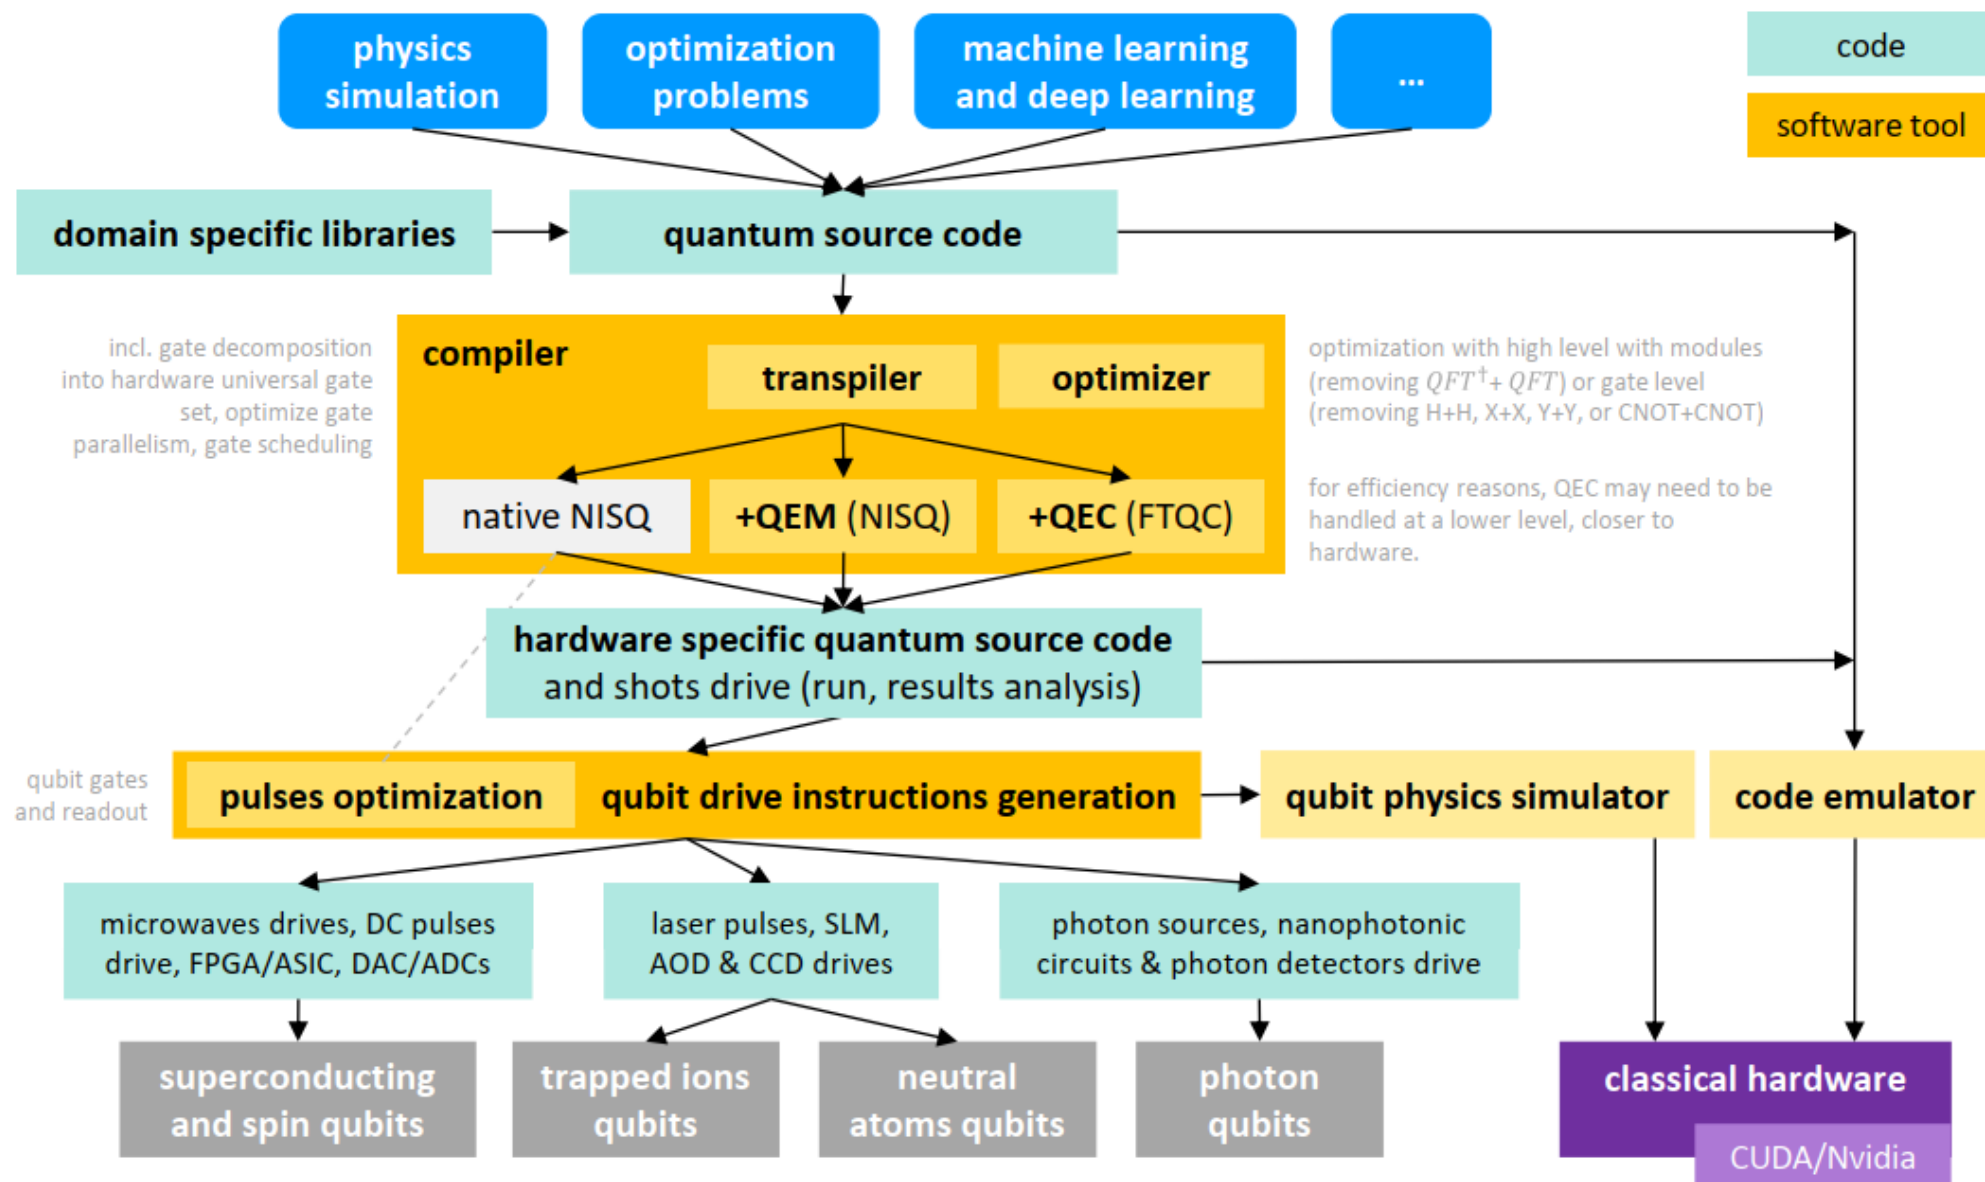 physics
simulation
optimization
problems
machine learning
and deep learning
...
code
software tool
domain specific libraries
quantum source code
incl. gate decomposition
into hardware universal gate
set, optimize gate
parallelism, gate scheduling
compiler
transpiler
optimizer
optimization with high level with modules
(removing QFT†+ QFT) or gate level
(removing H+H, X+X, Y+Y, or CNOT+CNOT)
native NISQ
+QEM (NISQ)
+QEC (FTQC)
for efficiency reasons, QEC may need to be
handled at a lower level, closer to
hardware.
hardware specific quantum source code
and shots drive (run, results analysis)
qubit gates
and readout
pulses optimization
qubit drive instructions generation
qubit physics simulator
code emulator
microwaves drives, DC pulses
drive, FPGA/ASIC, DAC/ADCs
laser pulses, SLM,
AOD & CCD drives
photon sources, nanophotonic
circuits & photon detectors drive
superconducting
and spin qubits
trapped ions
qubits
neutral
atoms qubits
photon
qubits
classical hardware
CUDA/Nvidia